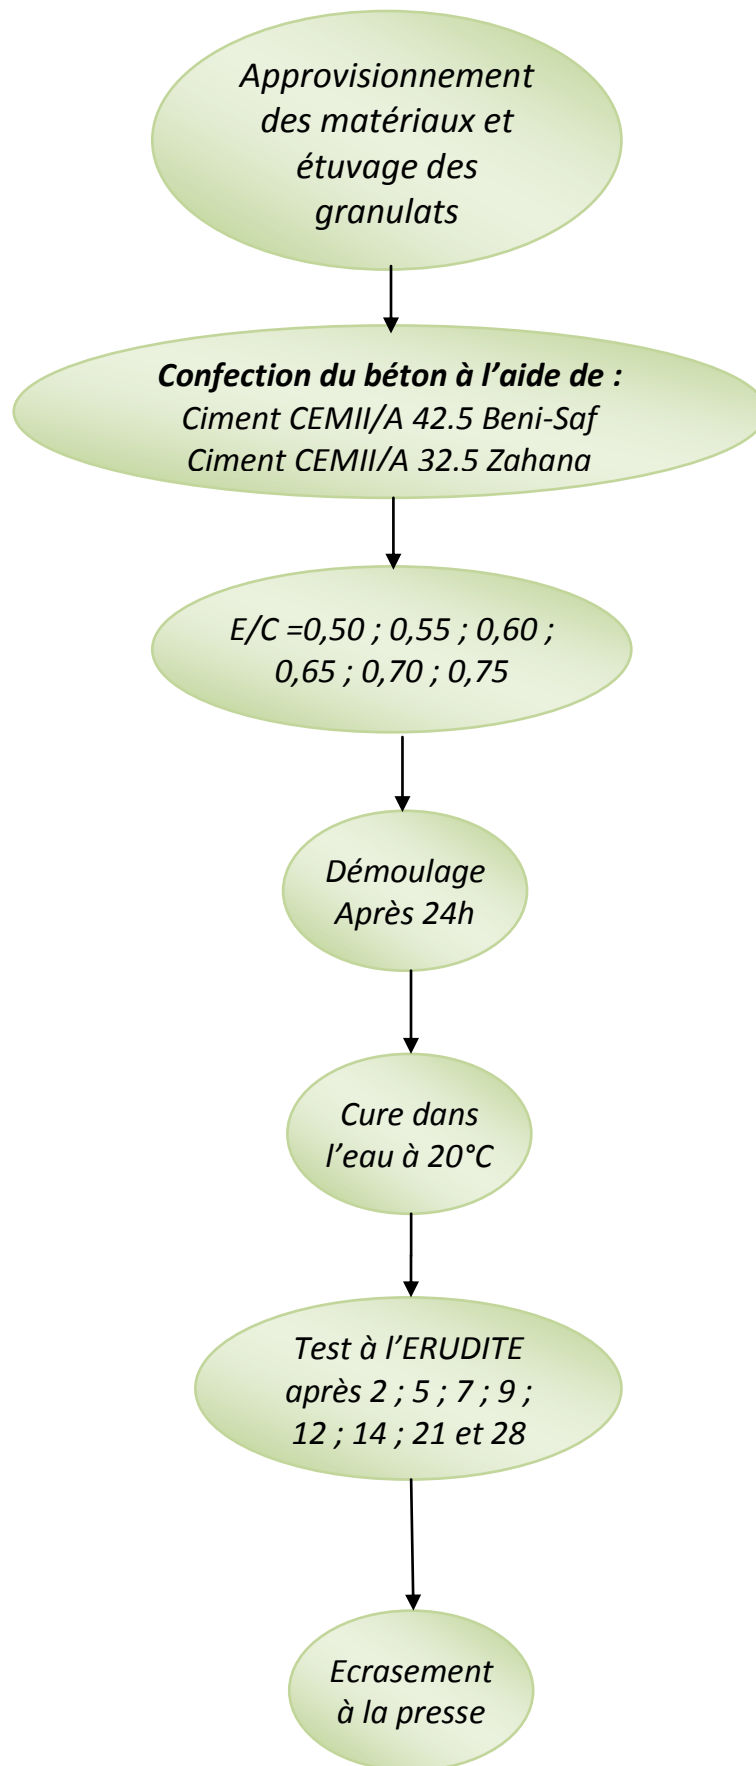 Approvisionnement
des matériaux et
étuvage des
granulats
Confection du béton à l’aide de :
Ciment CEMII/A 42.5 Beni-Saf
Ciment CEMII/A 32.5 Zahana
E/C =0,50 ; 0,55 ; 0,60 ;
0,65 ; 0,70 ; 0,75
Démoulage
Après 24h
Cure dans
l’eau à 20°C
Test à l’ERUDITE
après 2 ; 5 ; 7 ; 9 ;
12 ; 14 ; 21 et 28
Ecrasement
à la presse